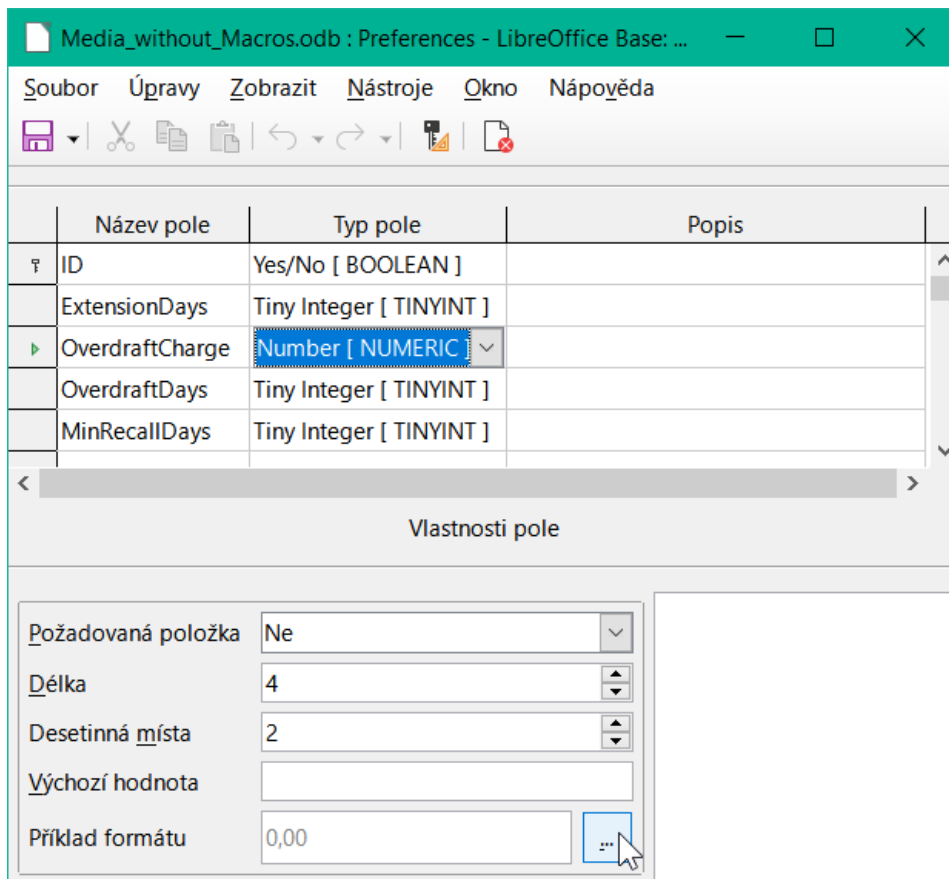 Media_without_Macros.odb : Preferences - LibreOffice Base: ...
Soubor Úpravy Zobrazit Nástroje Okno Nápověda
Název pole Typ pole Popis
ID Yes/No [ BOOLEAN ]
ExtensionDays Tiny Integer [ TINYINT ]
OverdraftCharge Number [ NUMERIC ]
OverdraftDays Tiny Integer [ TINYINT ]
MinRecallDays Tiny Integer [ TINYINT ]
Vlastnosti pole
Požadovaná položka Ne
Délka 4
Desetinná místa 2
Výchozí hodnota
Příklad formátu 0,00 ...